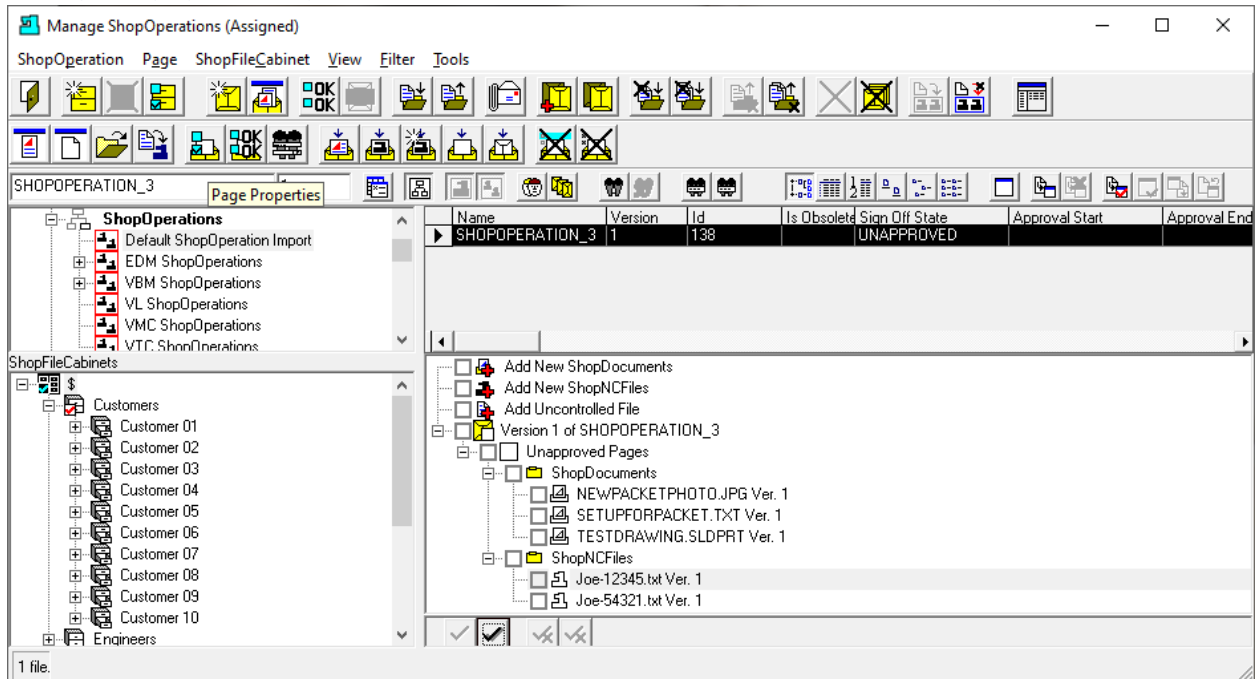 Manage ShopOperations (Assigned)
ShopOperation Page ShopFileCabinet View Filter Tools
OK
OK
OK
SHOPOPERATION_3
Page Properties
ShopOperations
Default ShopOperation Import
EDM ShopOperations
VBM ShopOperations
VL ShopOperations
VMC ShopOperations
VTC ShopOperations
Name Version Id Is Obsolete Sign Off State Approval Start Approval End
SHOPOPERATION_3 1 138 UNAPPROVED
ShopFileCabinets
$
Customers
Customer 01
Customer 02
Customer 03
Customer 04
Customer 05
Customer 06
Customer 07
Customer 08
Customer 09
Customer 10
Engineers
Add New ShopDocuments
Add New ShopNCFiles
Add Uncontrolled File
Version 1 of SHOPOPERATION_3
Unapproved Pages
ShopDocuments
NEWPACKETPHOTO.JPG Ver. 1
SETUPFORPACKET.TXT Ver. 1
TESTDRAWING.SLDPRT Ver. 1
ShopNCFiles
Joe-12345.txt Ver. 1
Joe-54321.txt Ver. 1
1 file.